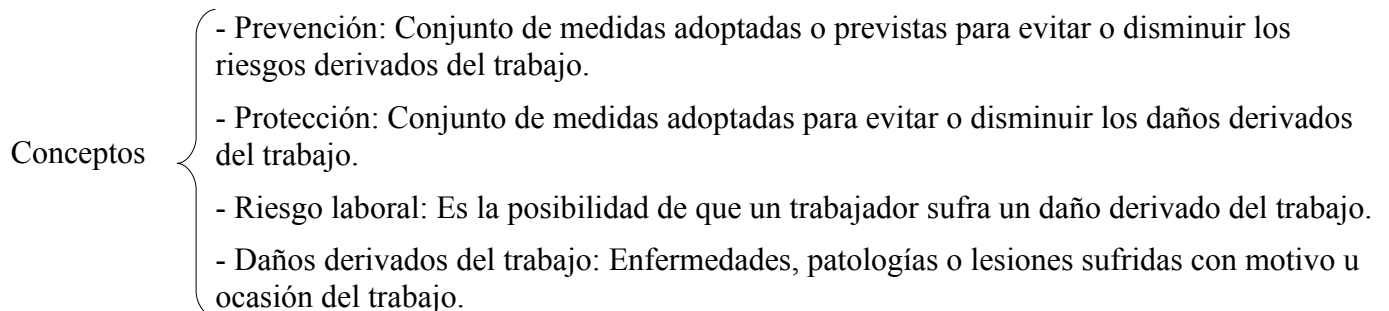 - Prevención: Conjunto de medidas adoptadas o previstas para evitar o disminuir los
riesgos derivados del trabajo.
- Protección: Conjunto de medidas adoptadas para evitar o disminuir los daños derivados
Conceptos
del trabajo.
- Riesgo laboral: Es la posibilidad de que un trabajador sufra un daño derivado del trabajo.
- Daños derivados del trabajo: Enfermedades, patologías o lesiones sufridas con motivo u
ocasión del trabajo.